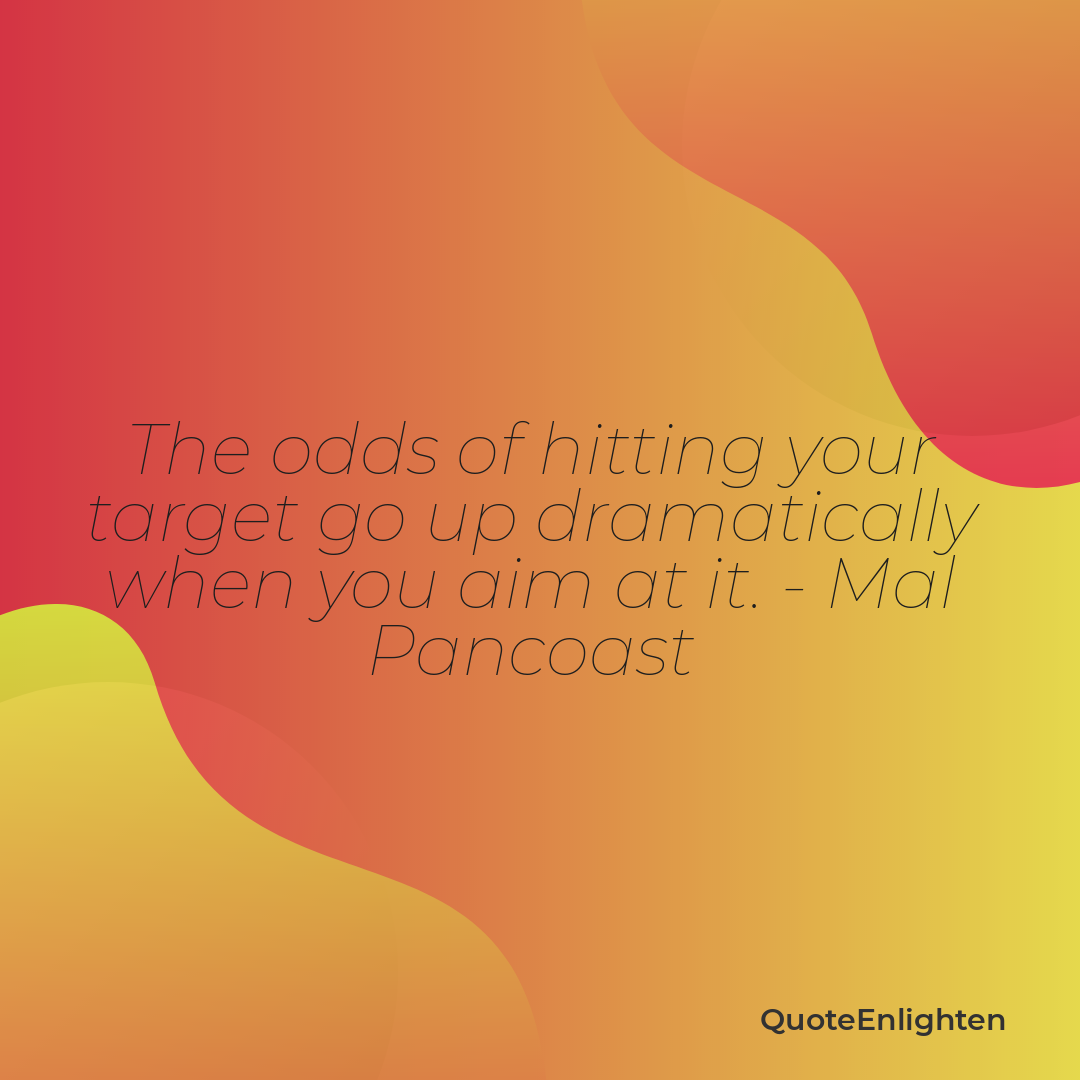 The odds of hitting your
target go up dramatically
when you aim at it. - Mal
Pancoast
QuoteEnlighten